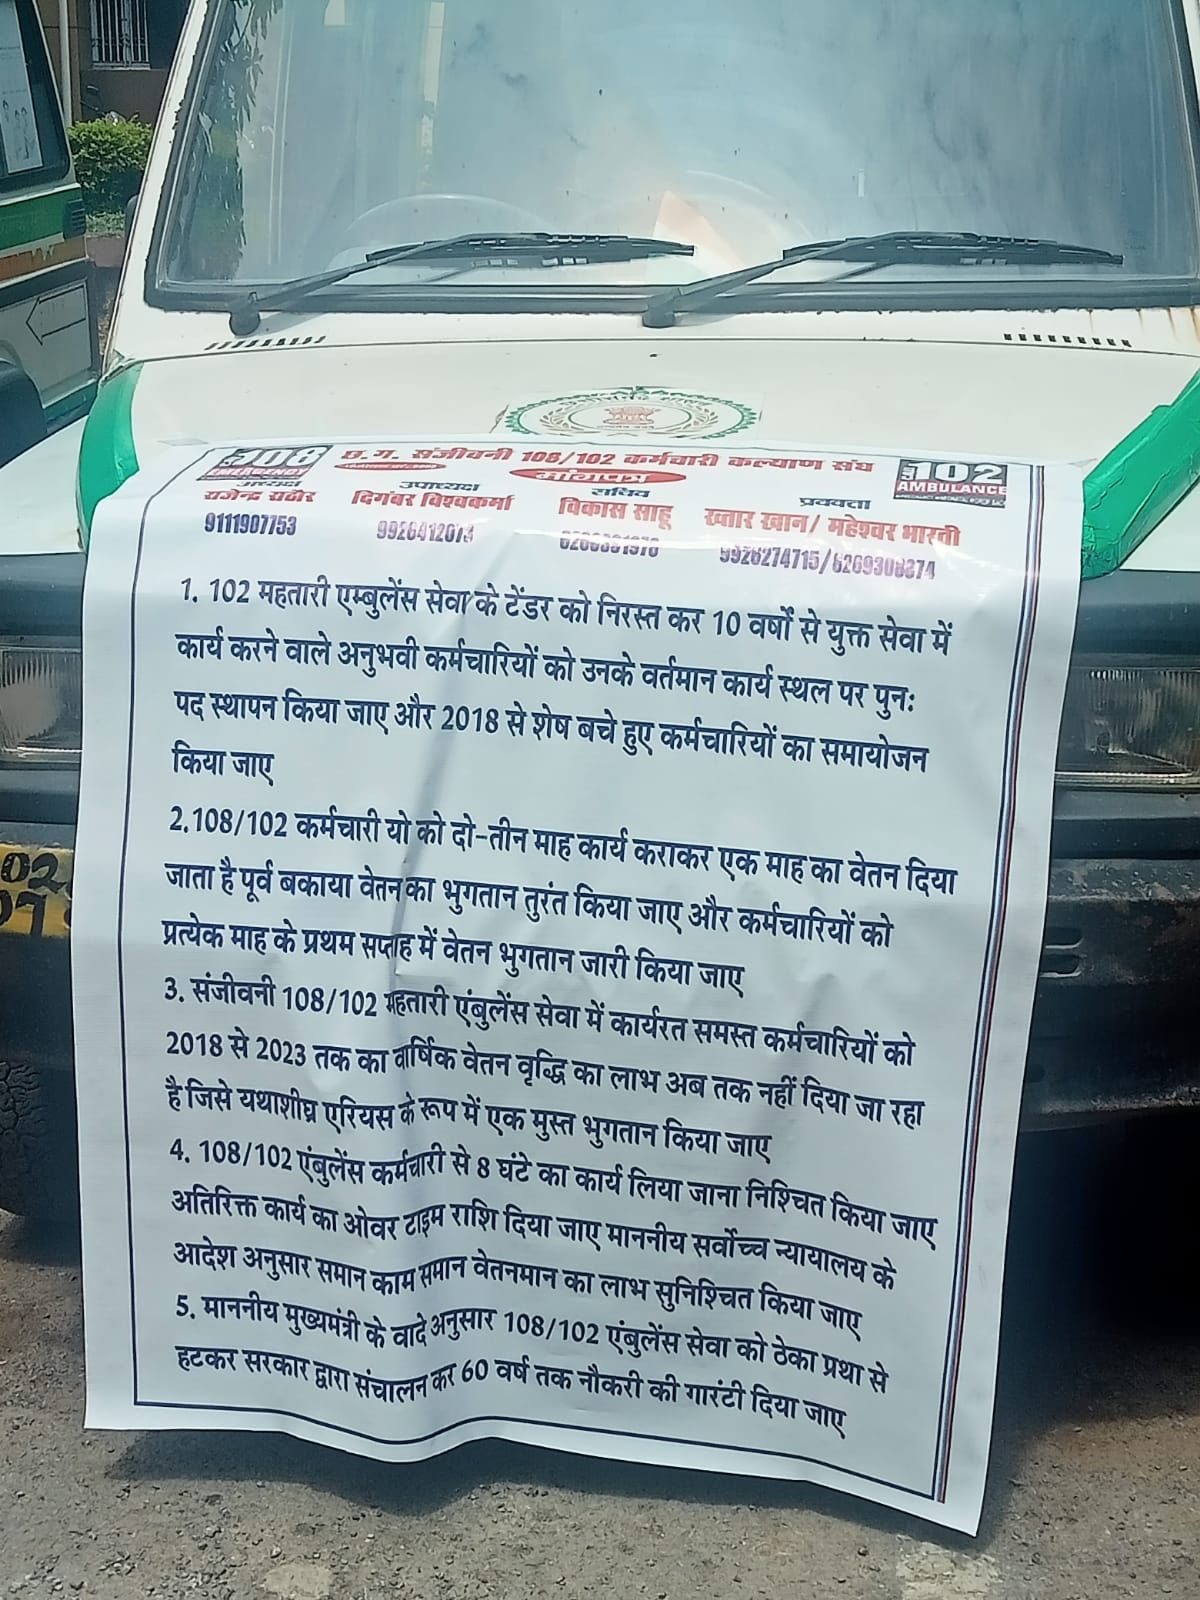 108
EMERGENCY
छ.ग. संजीवनी 108/102 कर्मचारी कल्याण संघ
मांगपत्र
102
AMBULANCE
अध्यक्ष
राजेन्द्र राठौर
9111907753
उपाध्यक्ष
दिगंबर विश्वकर्मा
सचिव
विकास साहू
प्रवक्ता
ख्तार खान/ महेश्वर भारती
1. 102 महतारी एम्बुलेंस सेवा के टेंडर को निरस्त कर 10 वर्षों से युक्त सेवा में
कार्य करने वाले अनुभवी कर्मचारियों को उनके वर्तमान कार्य स्थल पर पुन:
पद स्थापन किया जाए और 2018 से शेष बचे हुए कर्मचारियों का समायोजन
किया जाए
2.108/102 कर्मचारी यो को दो-तीन माह कार्य कराकर एक माह का वेतन दिया
जाता है पूर्व बकाया वेतन का भुगतान तुरंत किया जाए और कर्मचारियों को
प्रत्येक माह के प्रथम सप्ताह में वेतन भुगतान जारी किया जाए
3. संजीवनी 108/102 महतारी एंबुलेंस सेवा में कार्यरत समस्त कर्मचारियों को
2018 से 2023 तक का वार्षिक वेतन वृद्धि का लाभ अब तक नहीं दिया जा रहा
है जिसे यथाशीघ्र एरियस के रूप में एक मुस्त भुगतान किया जाए
4. 108/102 एंबुलेंस कर्मचारी से 8 घंटे का कार्य लिया जाना निश्चित किया जाए
अतिरिक्त कार्य का ओवर टाइम राशि दिया जाए माननीय सर्वोच्च न्यायालय के
आदेश अनुसार समान काम समान वेतनमान का लाभ सुनिश्चित किया जाए
5. माननीय मुख्यमंत्री के वादे अनुसार 108/102 एंबुलेंस सेवा को ठेका प्रथा से
हटकर सरकार द्वारा संचालन कर 60 वर्ष तक नौकरी की गारंटी दिया जाए